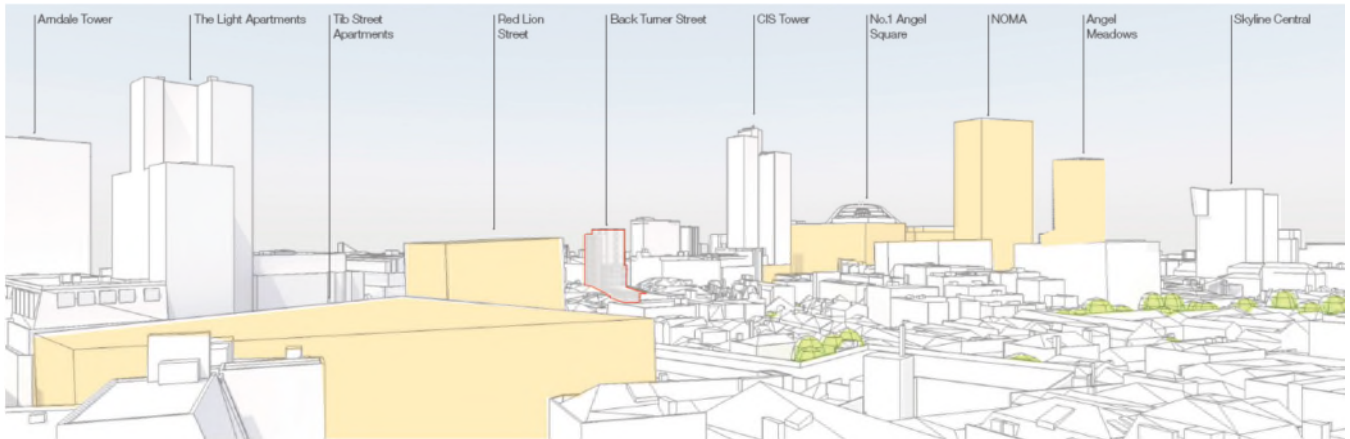 Arndale Tower
The Light Apartments
Tib Street
Apartments
Red Lion
Street
Back Turner Street
CIS Tower
No.1 Angel
Square
NOMA
Angel
Meadows
Skyline Central